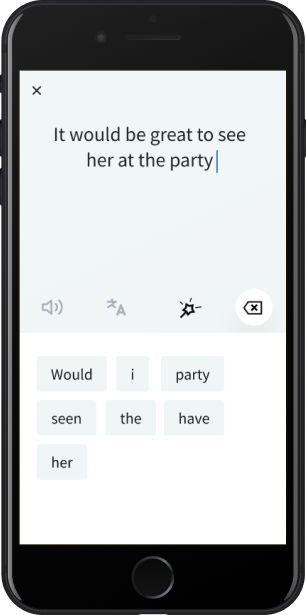 It would be great to see
her at the party
Would i party
seen the have
her